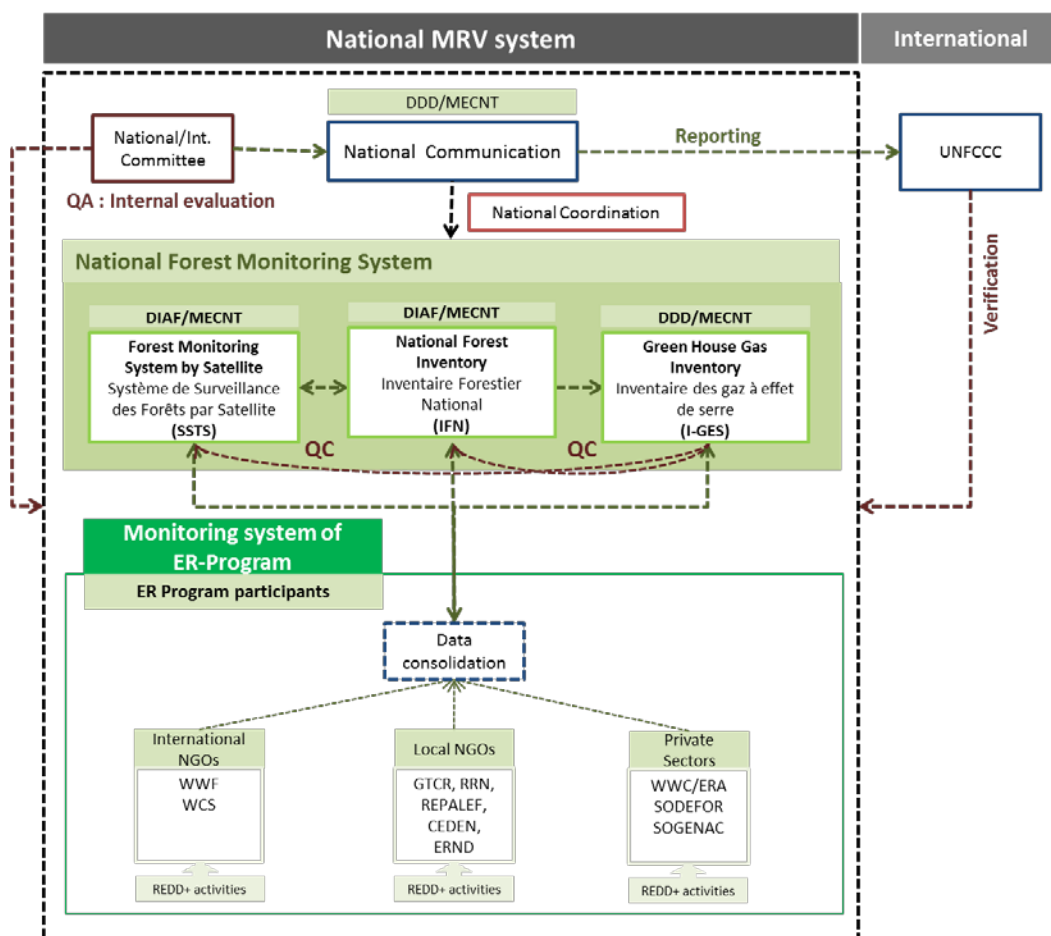 National MRV system
International
DDD/MECNT
National/Int.
Committee
National Communication
Reporting
UNFCCC
QA : Internal evaluation
National Coordination
Verification
National Forest Monitoring System
DIAF/MECNT
DIAF/MECNT
DDD/MECNT
Forest Monitoring
System by Satellite
Système de Surveillance
des Forêts par Satellite
(SSTS)
National Forest
Inventory
Inventaire Forestier
National
(IFN)
Green House Gas
Inventory
Inventaire des gaz à effet
de serre
(I-GES)
QC
QC
Monitoring system of
ER-Program
ER Program participants
Data
consolidation
International
NGOs
WWF
WCS
Local NGOs
GTCR, RRN,
REPALEF,
CEDEN,
ERND
Private
Sectors
WWC/ERA
SODEFOR
SOGENAC
REDD+ activities
REDD+ activities
REDD+ activities